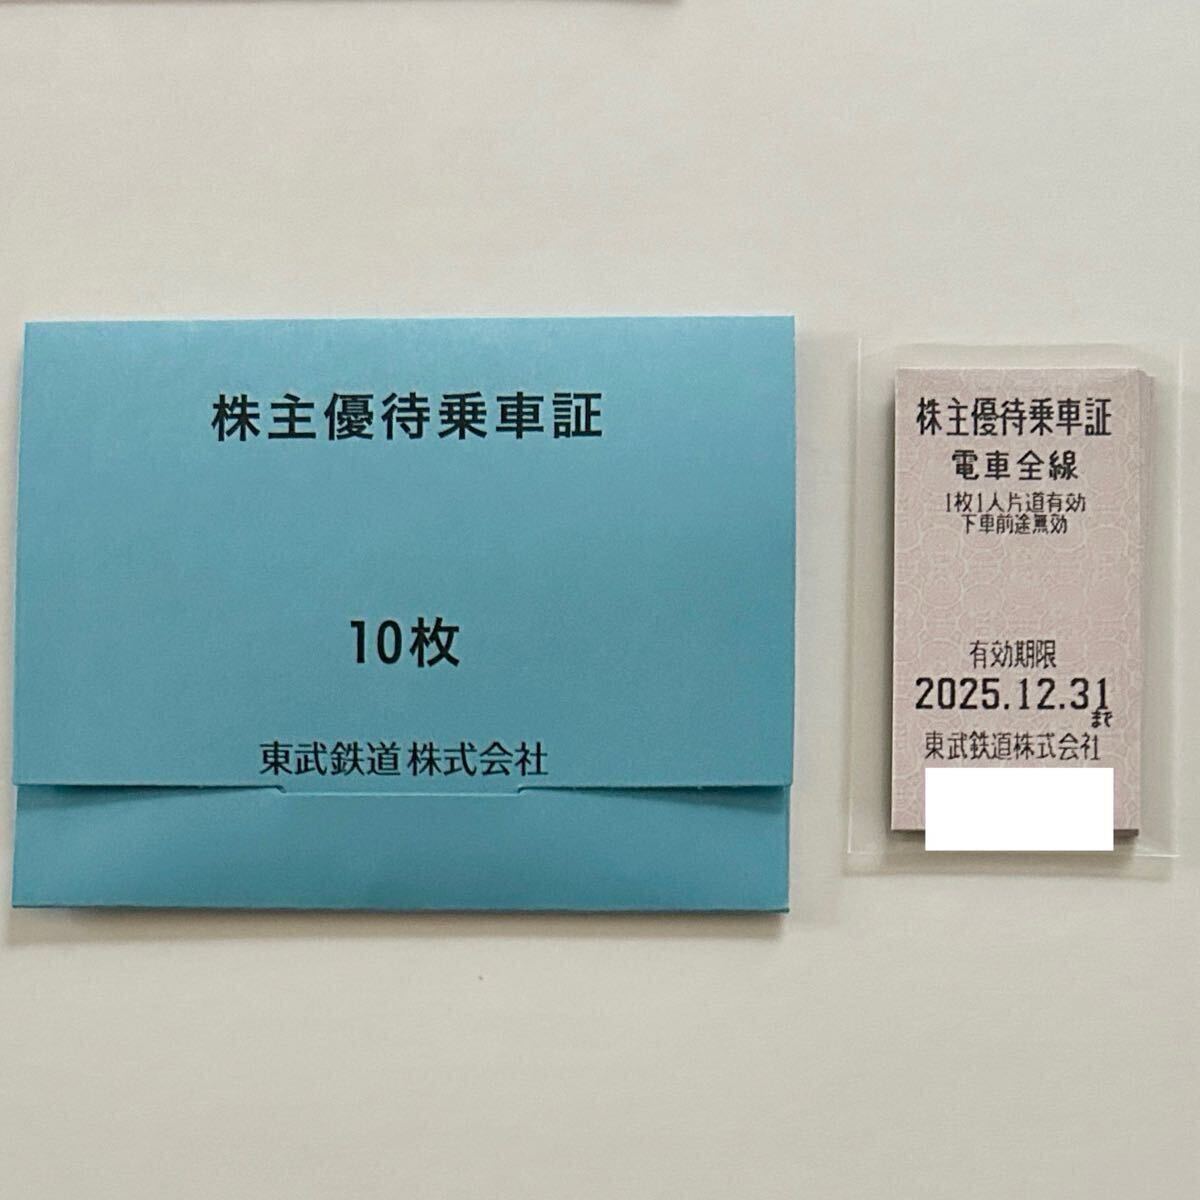 株主優待乗車証
10枚
東武鉄道株式会社
株主優待乗車証
電車全線
1枚1人片道有効
下車前途無効
有効期限
2025.12.31
まで
東武鉄道株式会社